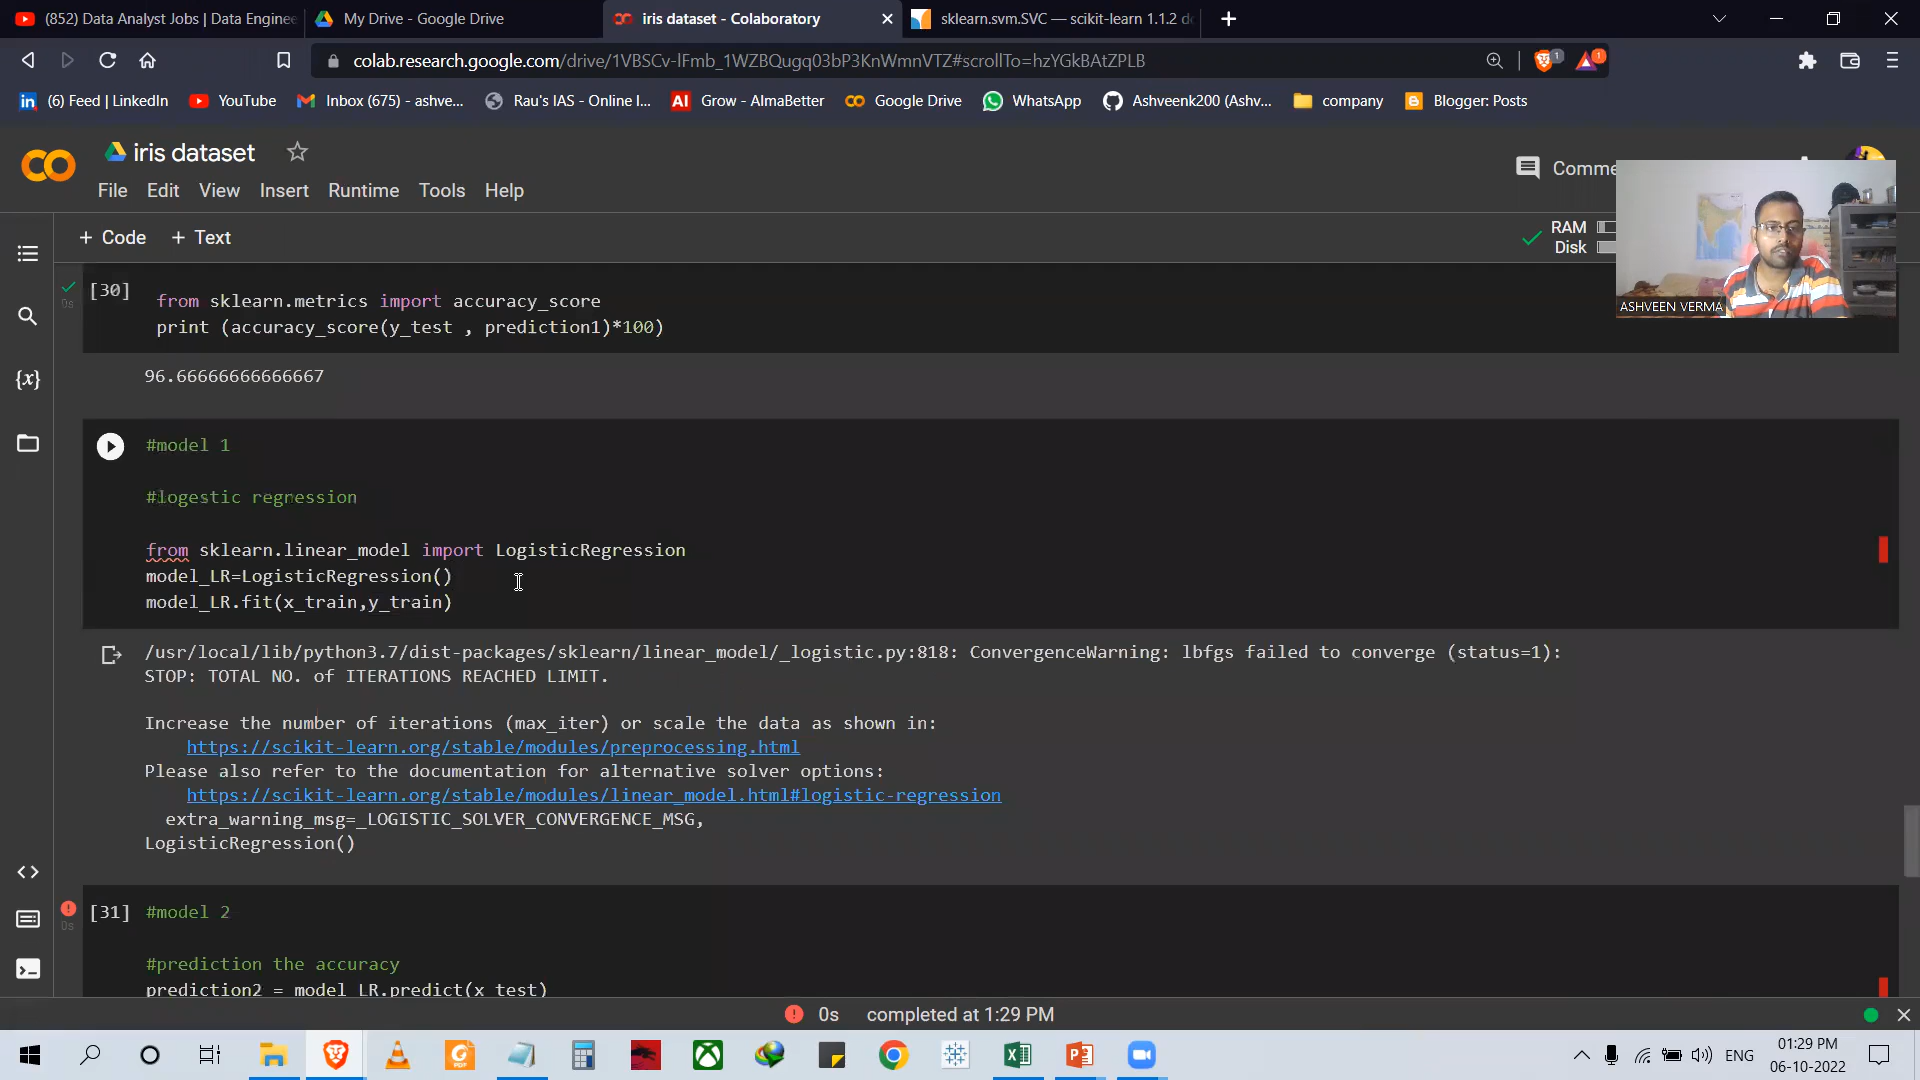 (852) Data Analyst Jobs | Data Enginee
My Drive - Google Drive
iris dataset - Colaboratory
sklearn.svm.SVC — scikit-learn 1.1.2 d
colab.research.google.com/drive/1VBSCv-lFmb_1WZBQugq03bP3KnWmnVTZ#scrollTo=hzYGkBAtZPLB
1
1
in (6) Feed | LinkedIn
YouTube
Inbox (675) - ashve...
Rau's IAS - Online I...
AI Grow - AlmaBetter
Google Drive
WhatsApp
Ashveenk200 (Ashv...
company
Blogger: Posts
iris dataset
Comme
File Edit View Insert Runtime Tools Help
+ Code + Text
RAM
Disk
ASHVEEN VERMA
[30]
0s
from sklearn.metrics import accuracy_score
print (accuracy_score(y_test , prediction1)*100)
96.66666666666667
{x}
#model 1
#logestic regression
from sklearn.linear_model import LogisticRegression
model_LR=LogisticRegression()
model_LR.fit(x_train,y_train)
/usr/local/lib/python3.7/dist-packages/sklearn/linear_model/_logistic.py:818: ConvergenceWarning: lbfgs failed to converge (status=1):
STOP: TOTAL NO. of ITERATIONS REACHED LIMIT.
Increase the number of iterations (max_iter) or scale the data as shown in:
https://scikit-learn.org/stable/modules/preprocessing.html
Please also refer to the documentation for alternative solver options:
https://scikit-learn.org/stable/modules/linear_model.html#logistic-regression
extra_warning_msg=_LOGISTIC_SOLVER_CONVERGENCE_MSG,
LogisticRegression()
[31] #model 2
0s
#prediction the accuracy
prediction2 = model_LR.predict(x_test)
0s completed at 1:29 PM
ENG
01:29 PM
06-10-2022